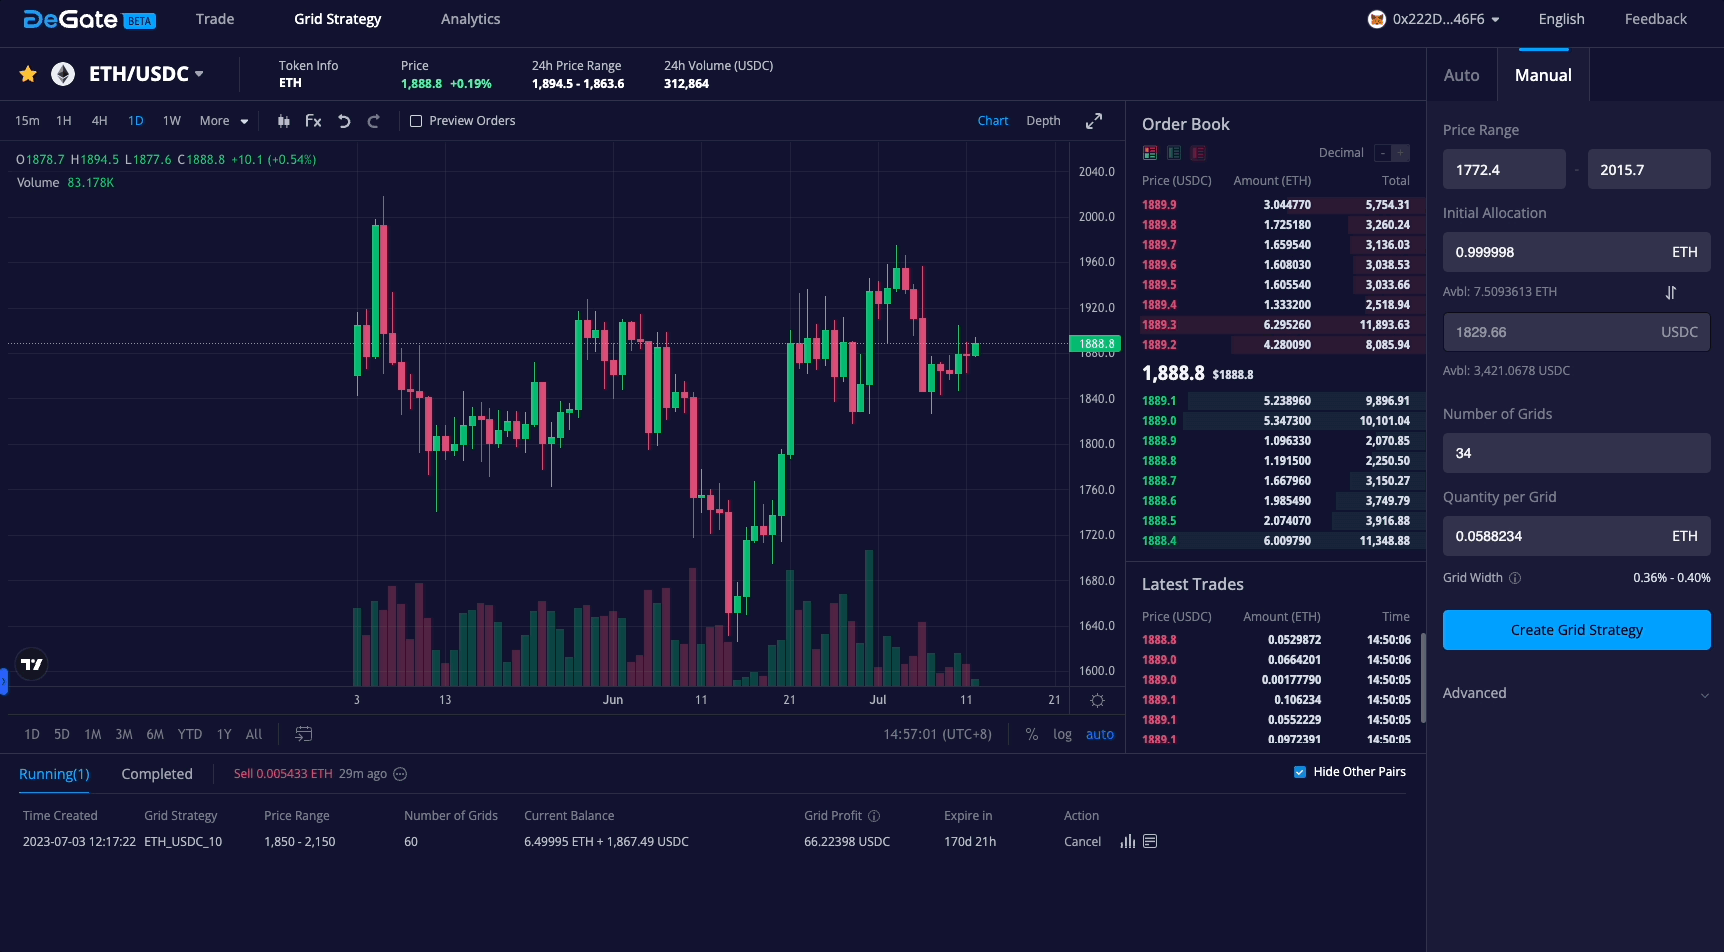 DeGate BETA Trade Grid Strategy Analytics 0x222D...46F6 English Feedback
ETH/USDC
Token Info
ETH
Price
1,888.8 +0.19%
24h Price Range
1,894.5 - 1,863.6
24h Volume (USDC)
312,864
15m 1H 4H 1D 1W More Fx Preview Orders Chart Depth
O1878.7 H1894.5 L1877.6 C1888.8 +10.1 (+0.54%)
Volume 83.178K
2040.0
2000.0
1960.0
1920.0
1888.8
1880.0
1840.0
1800.0
1760.0
1720.0
1680.0
1640.0
1600.0
3 13 Jun 11 21 Jul 11 21
1D 5D 1M 3M 6M YTD 1Y All 14:57:01 (UTC+8) % log auto
Order Book
Decimal - +
Price (USDC) Amount (ETH) Total
1889.9 3.044770 5,754.31
1889.8 1.725180 3,260.24
1889.7 1.659540 3,136.03
1889.6 1.608030 3,038.53
1889.5 1.605540 3,033.66
1889.4 1.333200 2,518.94
1889.3 6.295260 11,893.63
1889.2 4.280090 8,085.94
1,888.8 $1888.8
1889.1 5.238960 9,896.91
1889.0 5.347300 10,101.04
1888.9 1.096330 2,070.85
1888.8 1.191500 2,250.50
1888.7 1.667960 3,150.27
1888.6 1.985490 3,749.79
1888.5 2.074070 3,916.88
1888.4 6.009790 11,348.88
Latest Trades
Price (USDC) Amount (ETH) Time
1888.8 0.0529872 14:50:06
1889.0 0.0664201 14:50:06
1889.0 0.00177790 14:50:05
1889.1 0.106234 14:50:05
1889.1 0.0552229 14:50:05
1889.1 0.0972391 14:50:05
Auto Manual
Price Range
1772.4 - 2015.7
Initial Allocation
0.999998 ETH
Avbl: 7.5093613 ETH
1829.66 USDC
Avbl: 3,421.0678 USDC
Number of Grids
34
Quantity per Grid
0.0588234 ETH
Grid Width 0.36% - 0.40%
Create Grid Strategy
Advanced
Running(1) Completed Sell 0.005433 ETH 29m ago Hide Other Pairs
Time Created Grid Strategy Price Range Number of Grids Current Balance Grid Profit Expire in Action
2023-07-03 12:17:22 ETH_USDC_10 1,850 - 2,150 60 6.49995 ETH + 1,867.49 USDC 66.22398 USDC 170d 21h Cancel